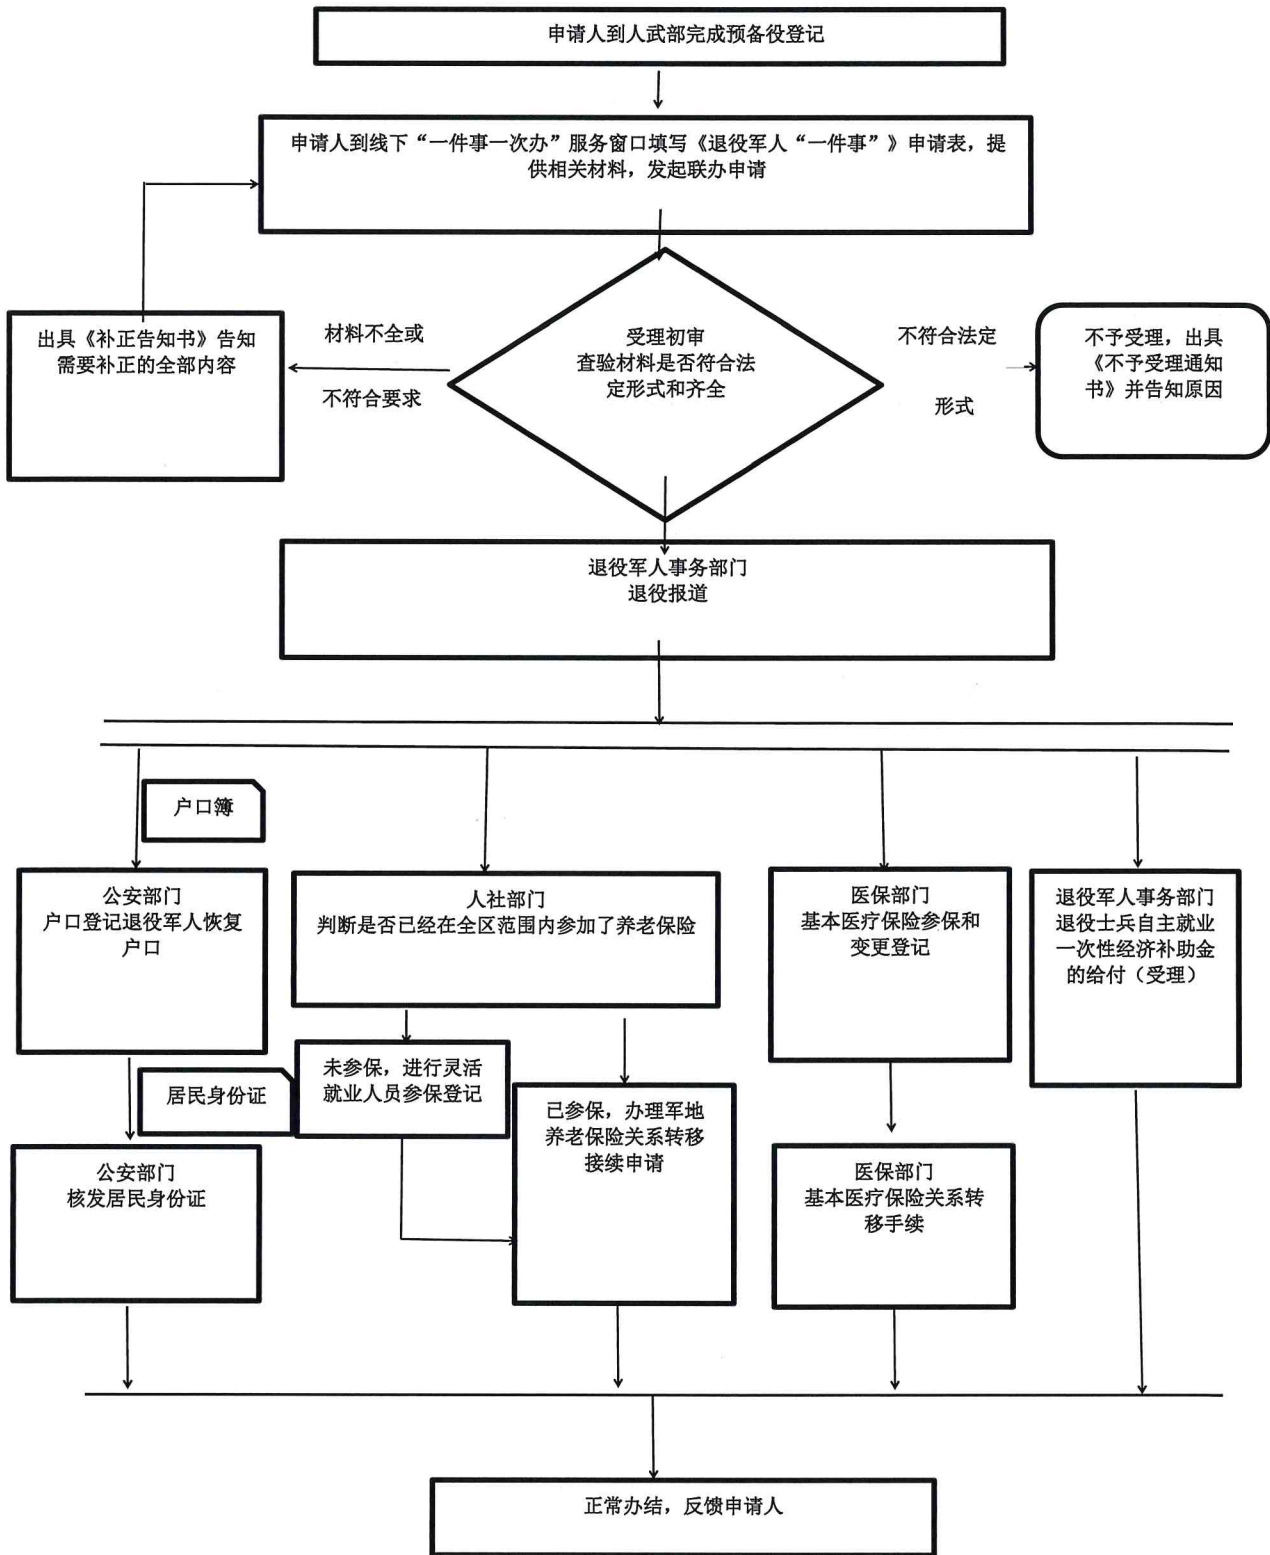 申请人到人武部完成预备役登记
申请人到线下“一件事一次办”服务窗口填写《退役军人“一件事”》申请表，提
供相关材料，发起联办申请
出具《补正告知书》告知
需要补正的全部内容
材料不全或
不符合要求
受理初审
查验材料是否符合法
定形式和齐全
不符合法定
形式
不予受理，出具
《不予受理通知
书》并告知原因
退役军人事务部门
退役报道
户口簿
公安部门
户口登记退役军人恢复
户口
人社部门
判断是否已经在全区范围内参加了养老保险
医保部门
基本医疗保险参保和
变更登记
退役军人事务部门
退役士兵自主就业
一次性经济补助金
的给付（受理）
居民身份证
未参保，进行灵活
就业人员参保登记
已参保，办理军地
养老保险关系转移
接续申请
公安部门
核发居民身份证
医保部门
基本医疗保险关系转
移手续
正常办结，反馈申请人